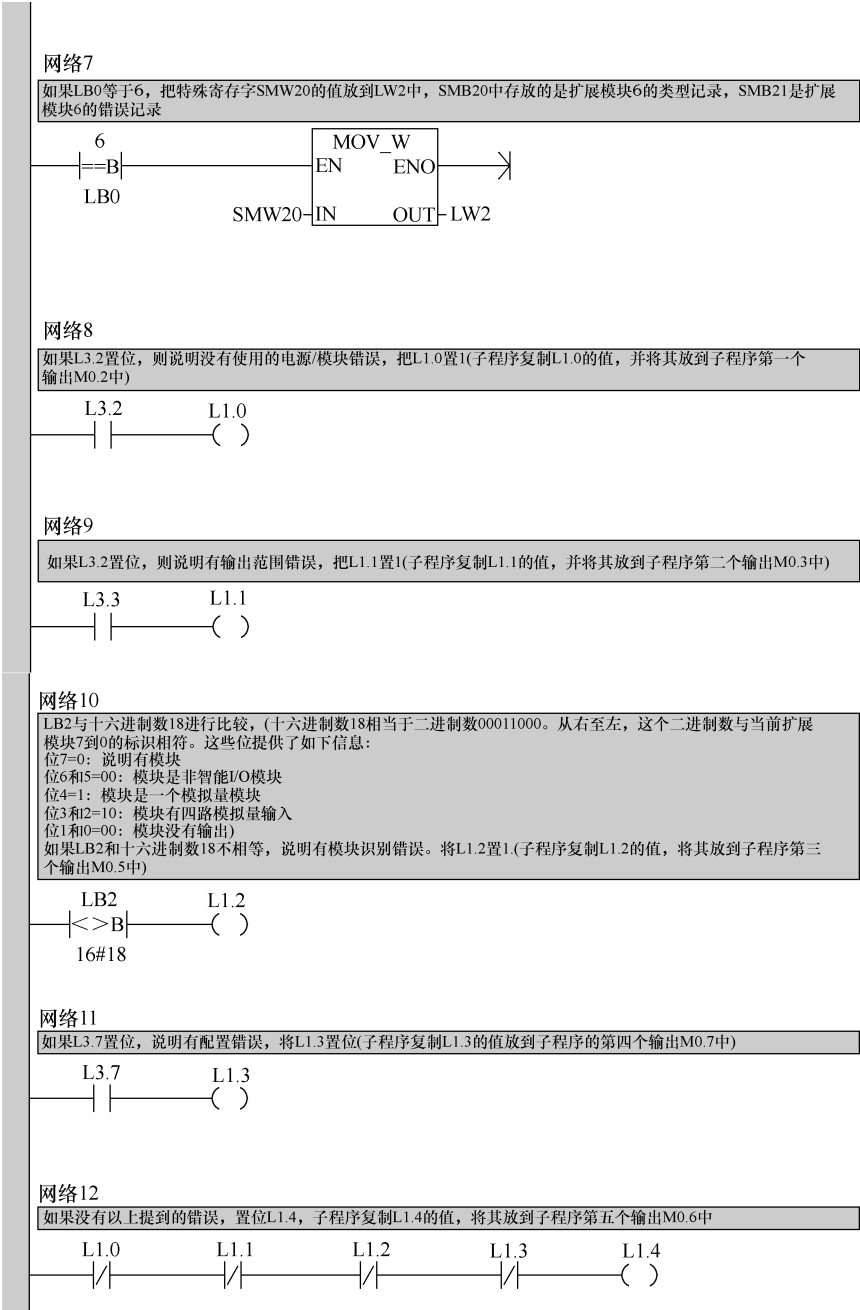 网络7
如果LB0等于6，把特殊寄存字SMW20的值放到LW2中，SMB20中存放的是扩展模块6的类型记录，SMB21是扩展
模块6的错误记录
6
==B
LB0
MOV_W
EN ENO
SMW20 IN OUT LW2
网络8
如果L3.2置位，则说明没有使用的电源/模块错误，把L1.0置1(子程序复制L1.0的值，并将其放到子程序第一个
输出M0.2中)
L3.2 L1.0
网络9
如果L3.2置位，则说明有输出范围错误，把L1.1置1(子程序复制L1.1的值，并将其放到子程序第二个输出M0.3中)
L3.3 L1.1
网络10
LB2与十六进制数18进行比较，(十六进制数18相当于二进制数00011000。从右至左，这个二进制数与当前扩展
模块7到0的标识相符。这些位提供了如下信息：
位7=0：说明有模块
位6和5=00：模块是非智能I/O模块
位4=1：模块是一个模拟量模块
位3和2=10：模块有四路模拟量输入
位1和0=00：模块没有输出)
如果LB2和十六进制数18不相等，说明有模块识别错误。将L1.2置1.(子程序复制L1.2的值，将其放到子程序第三
个输出M0.5中)
LB2 L1.2
<>B
16#18
网络11
如果L3.7置位，说明有配置错误，将L1.3置位(子程序复制L1.3的值放到子程序的第四个输出M0.7中)
L3.7 L1.3
网络12
如果没有以上提到的错误，置位L1.4，子程序复制L1.4的值，将其放到子程序第五个输出M0.6中
L1.0 L1.1 L1.2 L1.3 L1.4